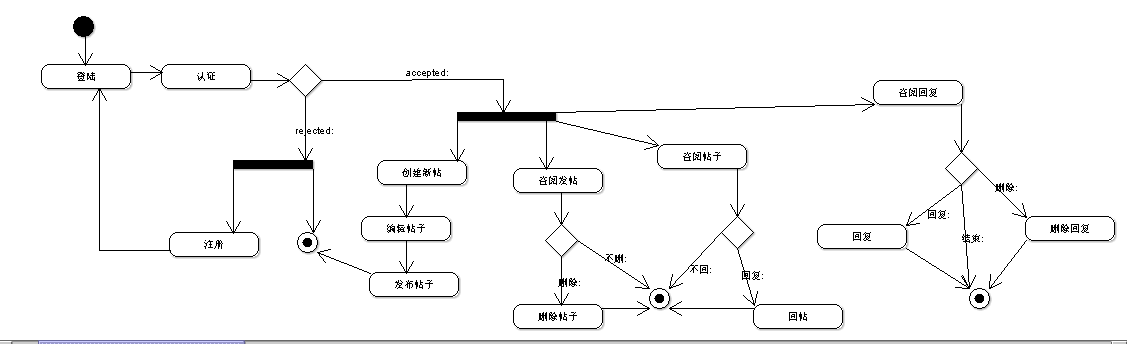 登陆
认证
accepted:
查阅回复
rejected:
创建新帖
查阅发帖
查阅帖子
删除:
回复:
编辑帖子
注册
回复
结束:
删除回复
不删:
不回:
回复:
删除:
发布帖子
删除帖子
回帖